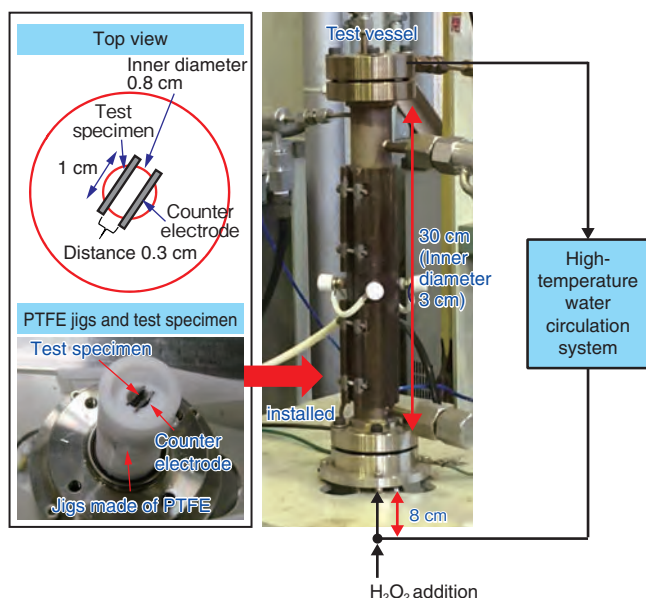 Top view
Inner diameter
0.8 cm
Test
specimen
1 cm
Counter
electrode
Distance 0.3 cm
PTFE jigs and test specimen
Test specimen
Counter
electrode
Jigs made of PTFE
installed
Test vessel
30 cm
(Inner
diameter
3 cm)
8 cm
High-
temperature
water
circulation
system
H₂O₂ addition